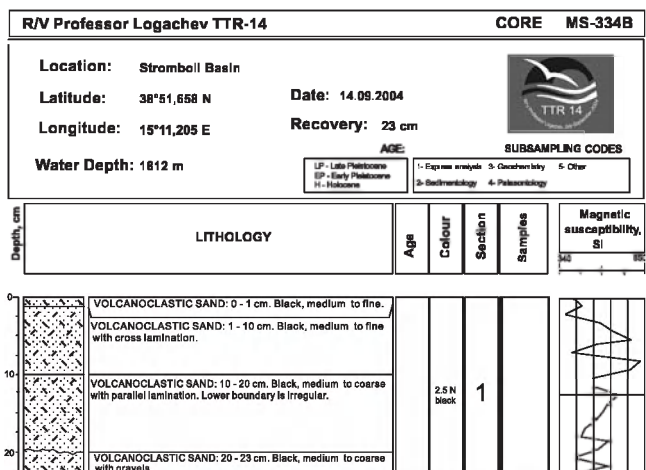 R/V Professor Logachev TTR-14 CORE MS-334B
Location: Stromboli Basin
Latitude: 38°51,658 N
Longitude: 15°11,205 E
Water Depth: 1812 m
Date: 14.09.2004
Recovery: 23 cm
TTR 14
AGE:
LP - Late Pleistocene
EP - Early Pleistocene
H - Holocene
SUBSAMPLING CODES
1- Express analysis 3- Geochemistry 5- Other
2- Sedimentology 4- Paleontology
Depth, cm
LITHOLOGY
Age
Colour
Section
Samples
Magnetic
susceptibility,
SI
340
0
VOLCANOCLASTIC SAND: 0 - 1 cm. Black, medium to fine.
VOLCANOCLASTIC SAND: 1 - 10 cm. Black, medium to fine
with cross lamination.
10
VOLCANOCLASTIC SAND: 10 - 20 cm. Black, medium to coarse
with parallel lamination. Lower boundary is irregular.
2.5 N
black
1
20
VOLCANOCLASTIC SAND: 20 - 23 cm. Black, medium to coarse
with gravels